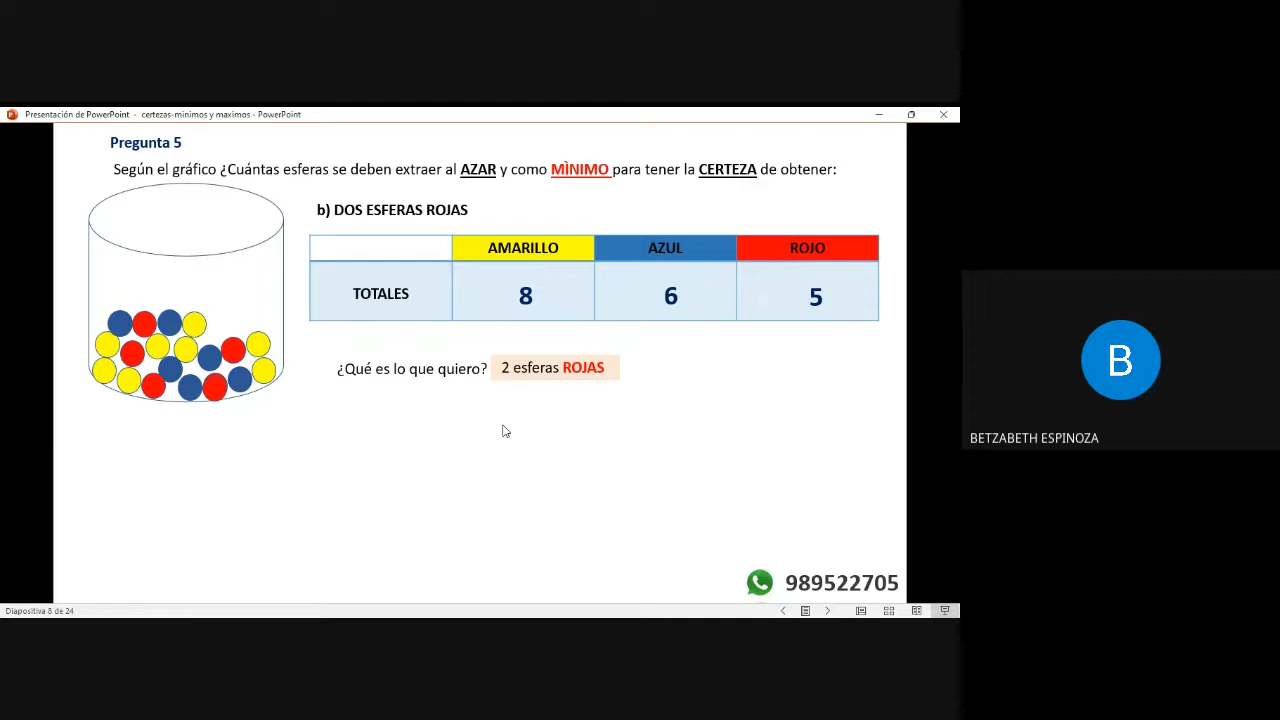 Presentación de PowerPoint - certezas-minimos y maximos - PowerPoint
Pregunta 5
Según el gráfico ¿Cuántas esferas se deben extraer al AZAR y como MÌNIMO para tener la CERTEZA de obtener:
b) DOS ESFERAS ROJAS
AMARILLO AZUL ROJO
TOTALES 8 6 5
¿Qué es lo que quiero? 2 esferas ROJAS
B
BETZABETH ESPINOZA
989522705
Diapositiva 8 de 24